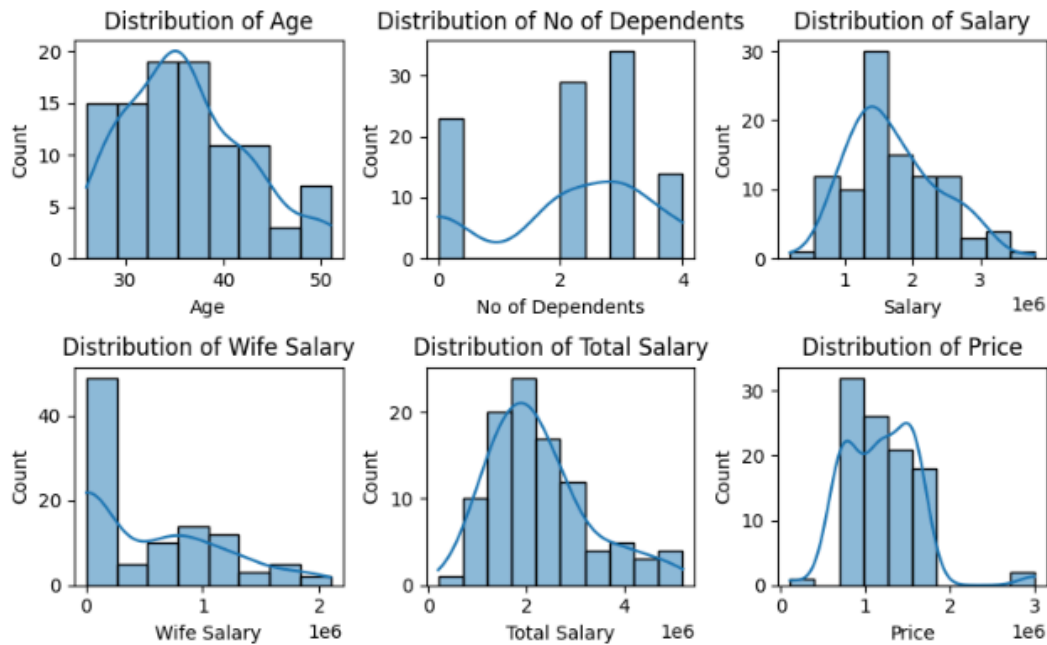 Distribution of Age
20
15
10
5
0
Count
30
40
50
Age
Distribution of No of Dependents
30
20
10
0
Count
0
2
4
No of Dependents
Distribution of Salary
30
20
10
0
Count
1
2
3
1e6
Salary
Distribution of Wife Salary
40
20
0
Count
0
1
2
1e6
Wife Salary
Distribution of Total Salary
20
10
0
Count
0
2
4
1e6
Total Salary
Distribution of Price
30
20
10
0
Count
0
1
2
3
1e6
Price